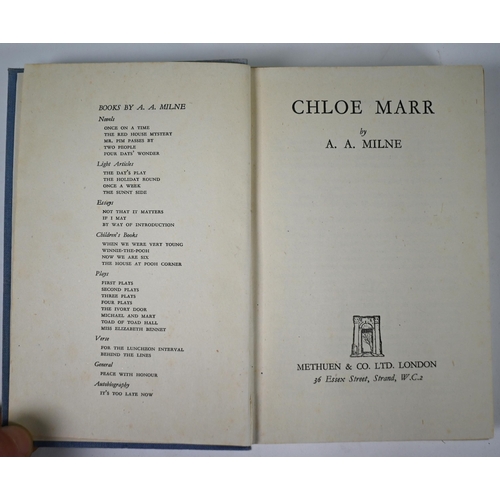 BOOKS BY A. A. MILNE
Novels
ONCE ON A TIME
THE RED HOUSE MYSTERY
MR. PIM PASSES BY
TWO PEOPLE
FOUR DAYS' WONDER
Light Articles
THE DAY'S PLAY
THE HOLIDAY ROUND
ONCE A WEEK
THE SUNNY SIDE
Essays
NOT THAT IT MATTERS
IF I MAY
BY WAY OF INTRODUCTION
Children's Books
WHEN WE WERE VERY YOUNG
WINNIE-THE-POOH
NOW WE ARE SIX
THE HOUSE AT POOH CORNER
Plays
FIRST PLAYS
SECOND PLAYS
THREE PLAYS
FOUR PLAYS
THE IVORY DOOR
MICHAEL AND MARY
TOAD OF TOAD HALL
MISS ELIZABETH BENNET
Verse
FOR THE LUNCHEON INTERVAL
BEHIND THE LINES
General
PEACE WITH HONOUR
Autobiography
IT'S TOO LATE NOW
CHLOE MARR
by
A. A. MILNE
METHUEN & CO. LTD. LONDON
36 Essex Street, Strand, W.C.2